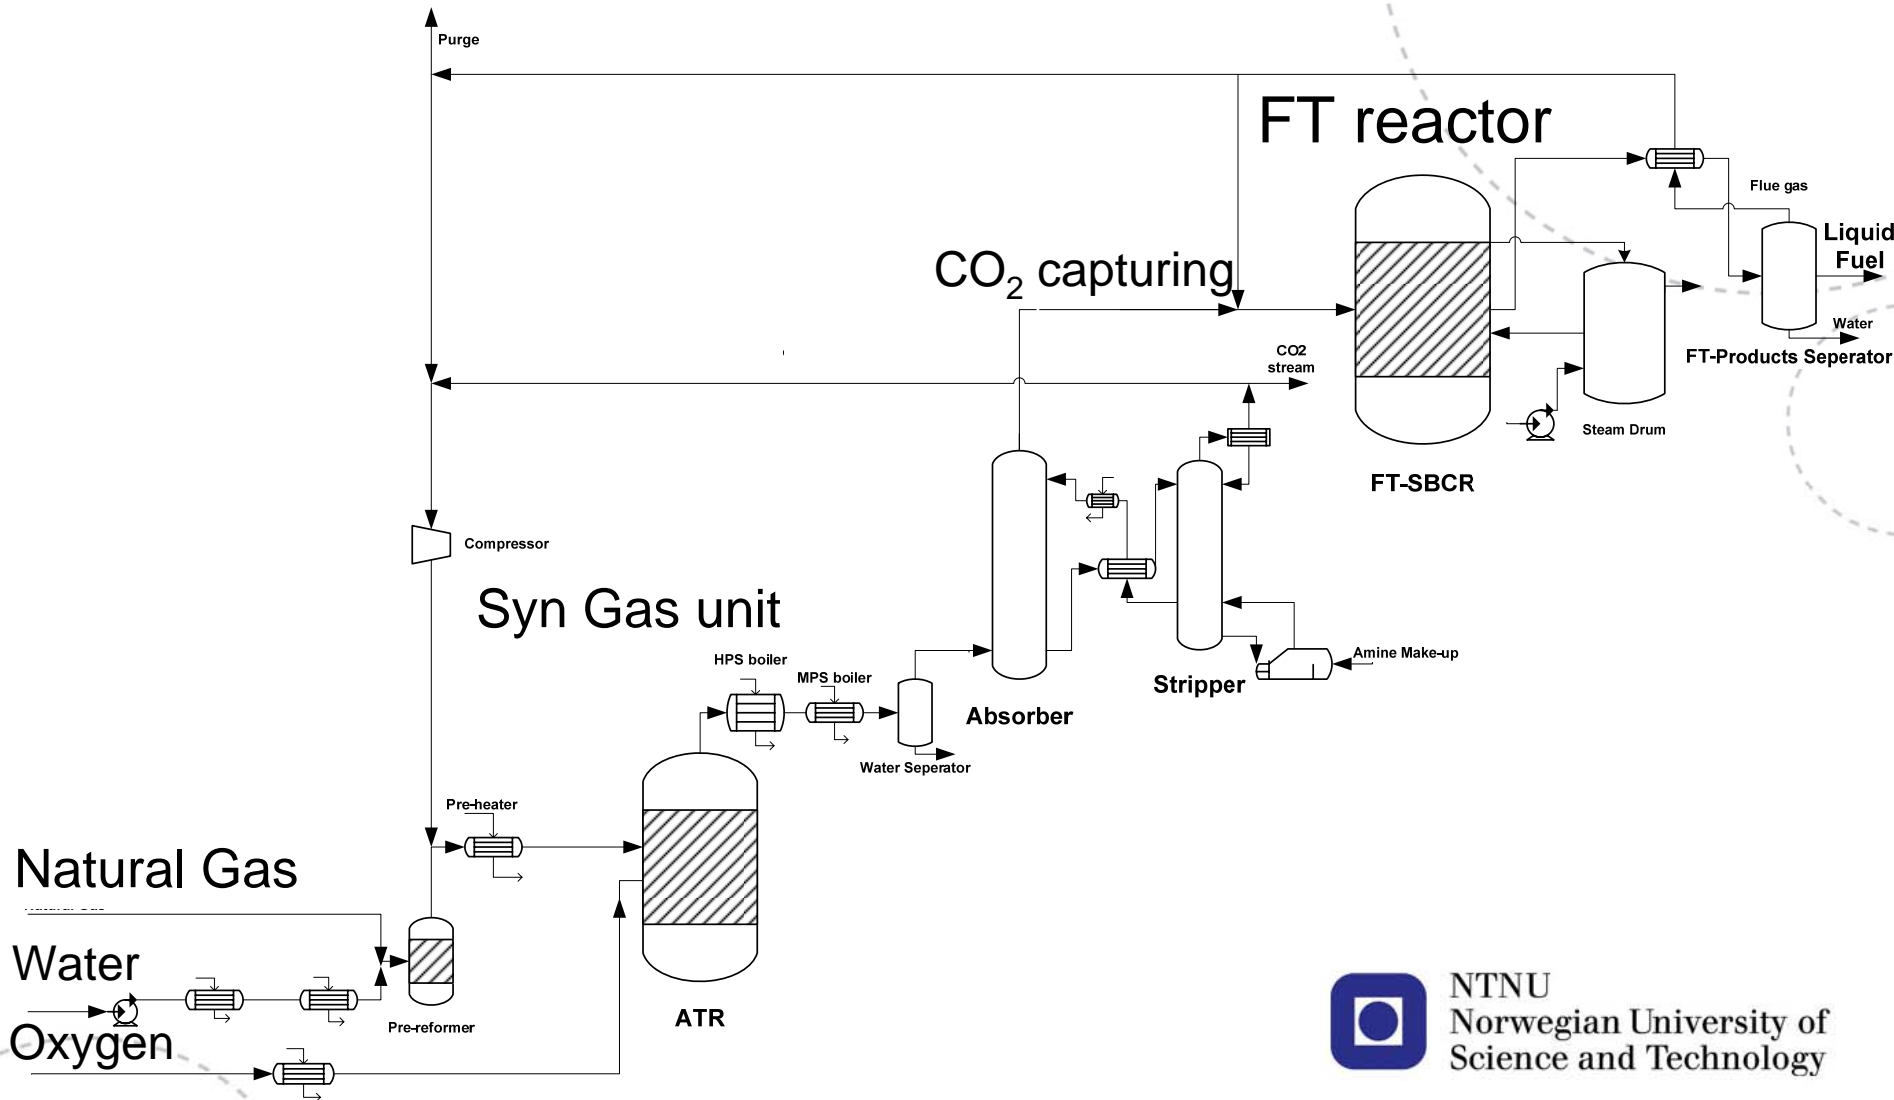 Purge
FT reactor
Flue gas
Liquid
Fuel
CO2 capturing
Water
FT-Products Seperator
CO2
stream
Steam Drum
FT-SBCR
Compressor
Syn Gas unit
HPS boiler
Amine Make-up
MPS boiler
Stripper
Absorber
Water Seperator
Pre-heater
Natural Gas
Water
ATR
Pre-reformer
Oxygen
NTNU
Norwegian University of
Science and Technology